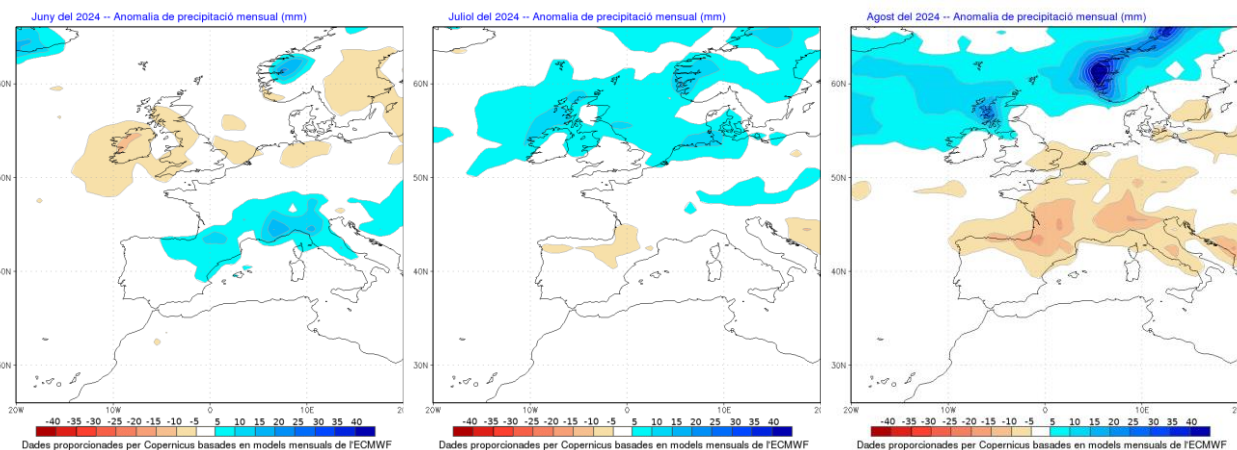 Juny del 2024 -- Anomalia de precipitació mensual (mm)
60N
50N
40N
30N
20W 10W 0 10E
-40 -35 -30 -25 -20 -15 -10 -5 5 10 15 20 25 30 35 40
Dades proporcionades per Copernicus basades en models mensuals de l'ECMWF
Juliol del 2024 -- Anomalia de precipitació mensual (mm)
60N
50N
40N
30N
20W 10W 0 10E
-40 -35 -30 -25 -20 -15 -10 -5 5 10 15 20 25 30 35 40
Dades proporcionades per Copernicus basades en models mensuals de l'ECMWF
Agost del 2024 -- Anomalia de precipitació mensual (mm)
60N
50N
40N
30N
20W 10W 0 10E
-40 -35 -30 -25 -20 -15 -10 -5 5 10 15 20 25 30 35 40
Dades proporcionades per Copernicus basades en models mensuals de l'ECMWF